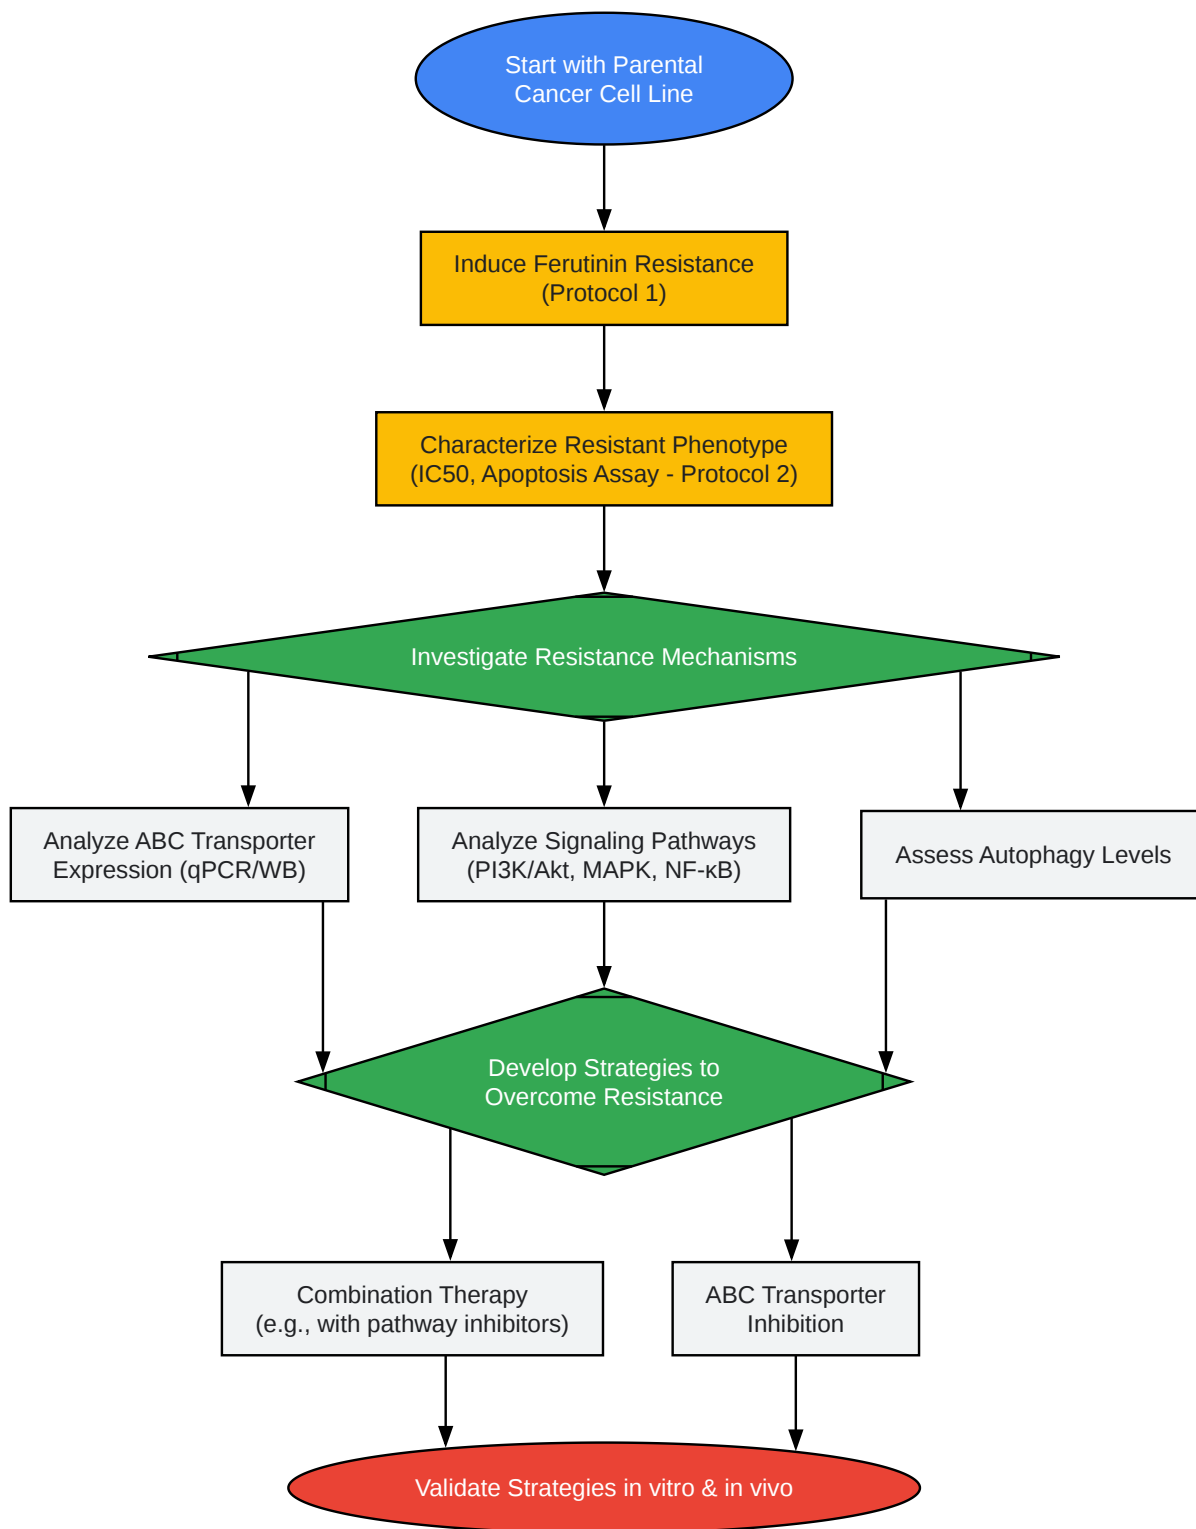 Start with Parental
Cancer Cell Line
Induce Ferutinin Resistance
(Protocol 1)
Characterize Resistant Phenotype
(IC50, Apoptosis Assay - Protocol 2)
Investigate Resistance Mechanisms
Analyze ABC Transporter
Expression (qPCR/WB)
Analyze Signaling Pathways
(PI3K/Akt, MAPK, NF-κB)
Assess Autophagy Levels
Develop Strategies to
Overcome Resistance
Combination Therapy
(e.g., with pathway inhibitors)
ABC Transporter
Inhibition
Validate Strategies in vitro & in vivo